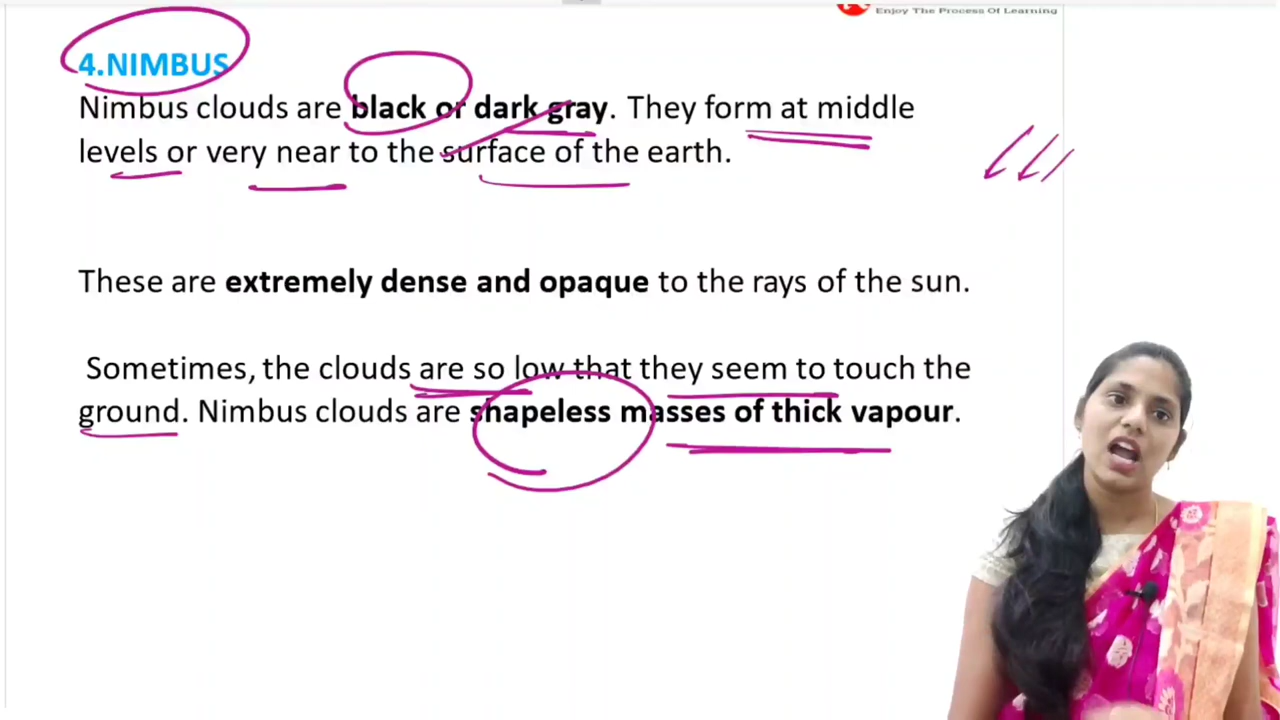 Enjoy The Process Of Learning
4.NIMBUS
Nimbus clouds are black or dark gray. They form at middle
levels or very near to the surface of the earth.
These are extremely dense and opaque to the rays of the sun.
Sometimes, the clouds are so low that they seem to touch the
ground. Nimbus clouds are shapeless masses of thick vapour.